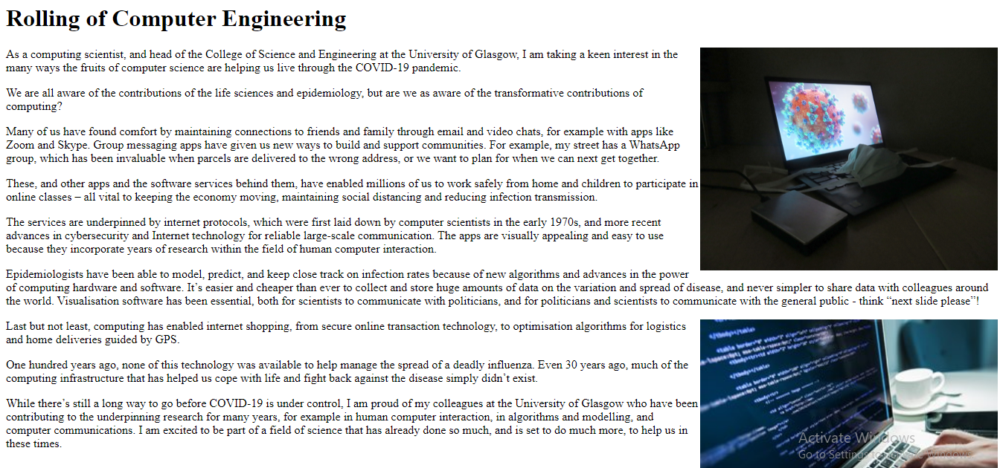 Rolling of Computer Engineering
As a computing scientist, and head of the College of Science and Engineering at the University of Glasgow, I am taking a keen interest in the
many ways the fruits of computer science are helping us live through the COVID-19 pandemic.
We are all aware of the contributions of the life sciences and epidemiology, but are we as aware of the transformative contributions of
computing?
Many of us have found comfort by maintaining connections to friends and family through email and video chats, for example with apps like
Zoom and Skype. Group messaging apps have given us new ways to build and support communities. For example, my street has a WhatsApp
group, which has been invaluable when parcels are delivered to the wrong address, or we want to plan for when we can next get together.
These, and other apps and the software services behind them, have enabled millions of us to work safely from home and children to participate in
online classes – all vital to keeping the economy moving, maintaining social distancing and reducing infection transmission.
The services are underpinned by internet protocols, which were first laid down by computer scientists in the early 1970s, and more recent
advances in cybersecurity and Internet technology for reliable large-scale communication. The apps are visually appealing and easy to use
because they incorporate years of research within the field of human computer interaction.
Epidemiologists have been able to model, predict, and keep close track on infection rates because of new algorithms and advances in the power
of computing hardware and software. It’s easier and cheaper than ever to collect and store huge amounts of data on the variation and spread of disease, and never simpler to share data with colleagues around
the world. Visualisation software has been essential, both for scientists to communicate with politicians, and for politicians and scientists to communicate with the general public - think “next slide please”!
Last but not least, computing has enabled internet shopping, from secure online transaction technology, to optimisation algorithms for logistics
and home deliveries guided by GPS.
One hundred years ago, none of this technology was available to help manage the spread of a deadly influenza. Even 30 years ago, much of the
computing infrastructure that has helped us cope with life and fight back against the disease simply didn’t exist.
While there’s still a long way to go before COVID-19 is under control, I am proud of my colleagues at the University of Glasgow who have been
contributing to the underpinning research for many years, for example in human computer interaction, in algorithms and modelling, and
computer communications. I am excited to be part of a field of science that has already done so much, and is set to do much more, to help us in
these times.
Activate Windows
Go to Settings to activate Windows.